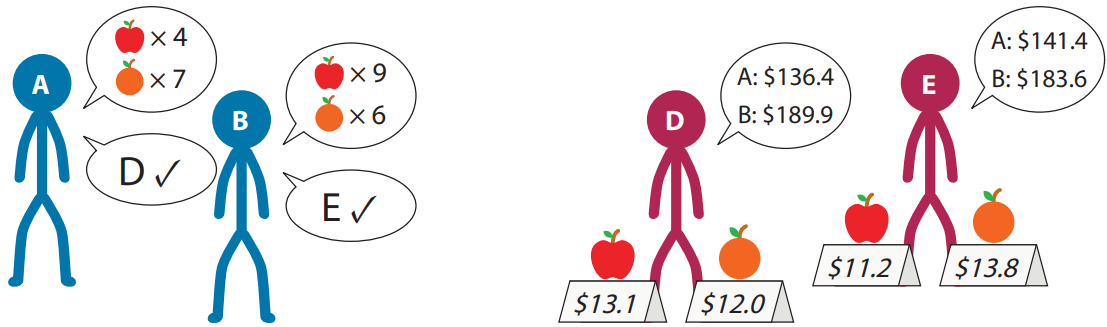 A
× 4
× 7
D ✓
B
× 9
× 6
E ✓
D
A: $136.4
B: $189.9
$13.1
$12.0
E
A: $141.4
B: $183.6
$11.2
$13.8